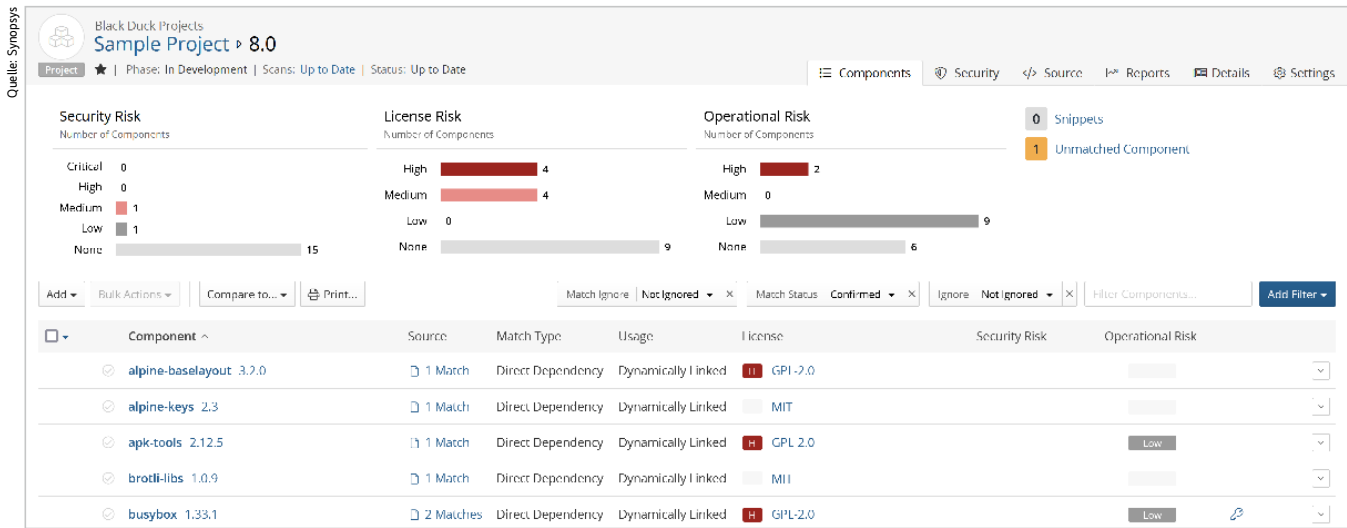 Quelle: Synopsys
Black Duck Projects
Sample Project 8.0
Project | Phase: In Development | Scans: Up to Date | Status: Up to Date
Components Security </> Source Reports Details Settings
Security Risk
Number of Components
Critical 0
High 0
Medium 1
Low 1
None 15
License Risk
Number of Components
High 4
Medium 4
Low 0
None 9
Operational Risk
Number of Components
High 2
Medium 0
Low 9
None 6
0 Snippets
1 Unmatched Component
Add Bulk Actions Compare to... Print... Match Ignore Not Ignored × Match Status Confirmed × Ignore Not Ignored × Filter Components... Add Filter
Component Source Match Type Usage License Security Risk Operational Risk
alpine-baselayout 3.2.0 1 Match Direct Dependency Dynamically Linked H GPL-2.0
alpine-keys 2.3 1 Match Direct Dependency Dynamically Linked MIT
apk-tools 2.12.5 1 Match Direct Dependency Dynamically Linked H GPL 2.0 Low
brotli-libs 1.0.9 1 Match Direct Dependency Dynamically Linked MIT
busybox 1.33.1 2 Matches Direct Dependency Dynamically Linked H GPL-2.0 Low